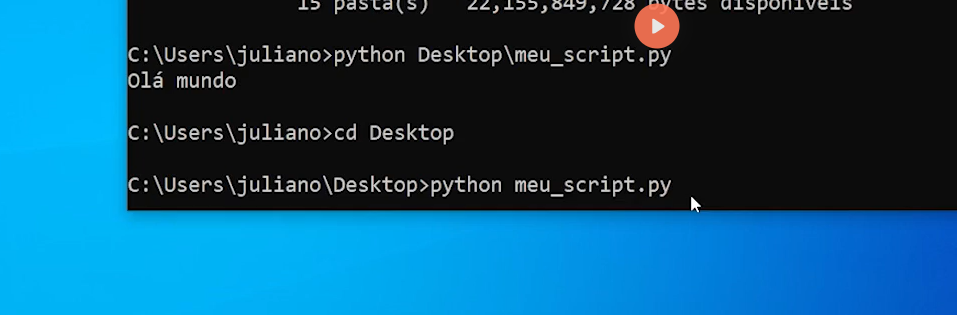 15 pasta(s) 22,155,849,728 bytes disponíveis
C:\Users\juliano>python Desktop\meu_script.py
Olá mundo
C:\Users\juliano>cd Desktop
C:\Users\juliano\Desktop>python meu_script.py